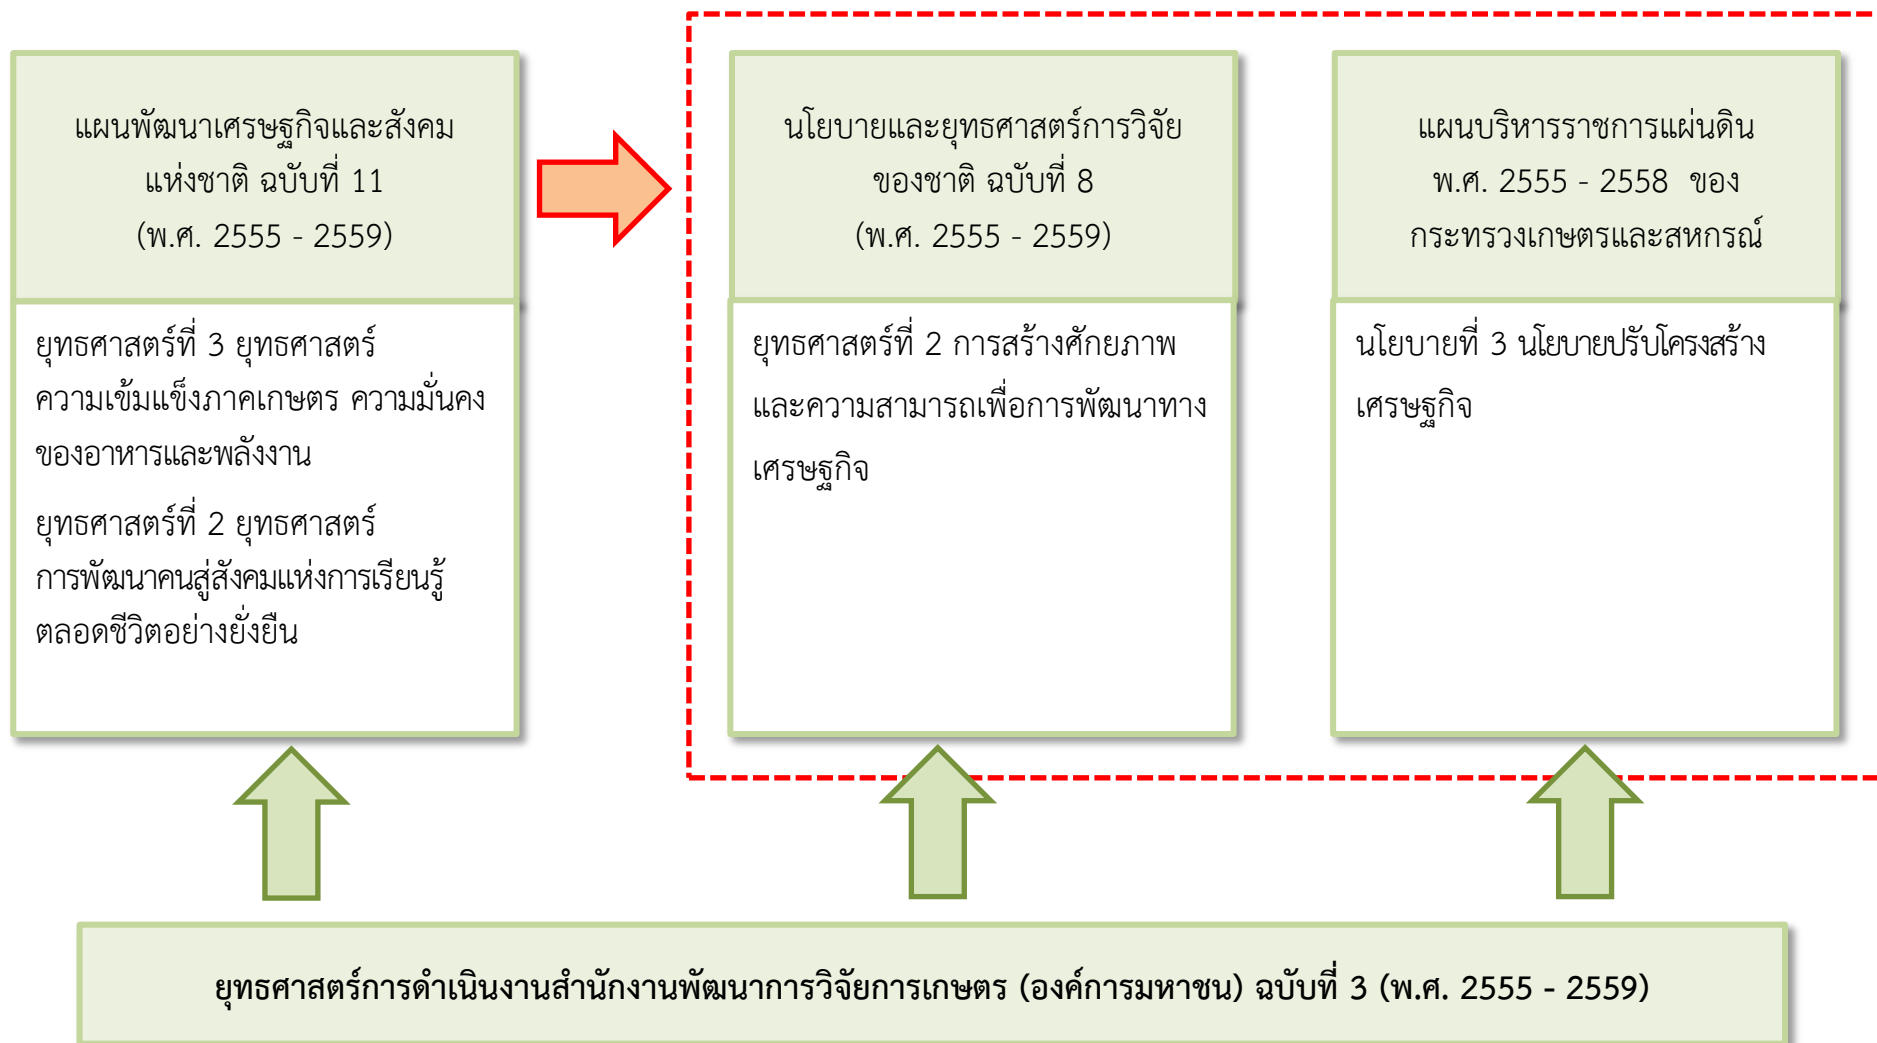 แผนพัฒนาเศรษฐกิจและสังคม
แห่งชาติ ฉบับที่ 11
(พ.ศ. 2555 - 2559)
ยุทธศาสตร์ที่ 3 ยุทธศาสตร์
ความเข้มแข็งภาคเกษตร ความมั่นคง
ของอาหารและพลังงาน
ยุทธศาสตร์ที่ 2 ยุทธศาสตร์
การพัฒนาคนสู่สังคมแห่งการเรียนรู้
ตลอดชีวิตอย่างยั่งยืน
นโยบายและยุทธศาสตร์การวิจัย
ของชาติ ฉบับที่ 8
(พ.ศ. 2555 - 2559)
ยุทธศาสตร์ที่ 2 การสร้างศักยภาพ
และความสามารถเพื่อการพัฒนาทาง
เศรษฐกิจ
แผนบริหารราชการแผ่นดิน
พ.ศ. 2555 - 2558 ของ
กระทรวงเกษตรและสหกรณ์
นโยบายที่ 3 นโยบายปรับโครงสร้าง
เศรษฐกิจ
ยุทธศาสตร์การดำเนินงานสำนักงานพัฒนาการวิจัยการเกษตร (องค์การมหาชน) ฉบับที่ 3 (พ.ศ. 2555 - 2559)